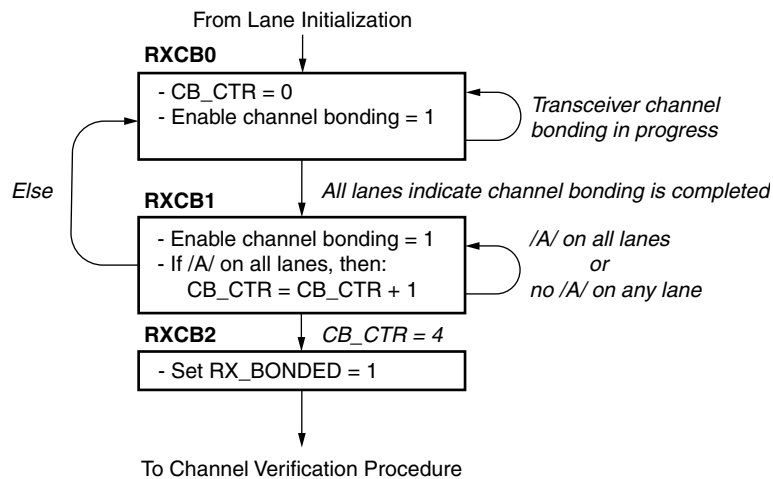 From Lane Initialization
RXCB0
- CB_CTR = 0
- Enable channel bonding = 1
Transceiver channel
bonding in progress
Else
All lanes indicate channel bonding is completed
RXCB1
- Enable channel bonding = 1
- If /A/ on all lanes, then:
CB_CTR = CB_CTR + 1
/A/ on all lanes
or
no /A/ on any lane
RXCB2
CB_CTR = 4
- Set RX_BONDED = 1
To Channel Verification Procedure